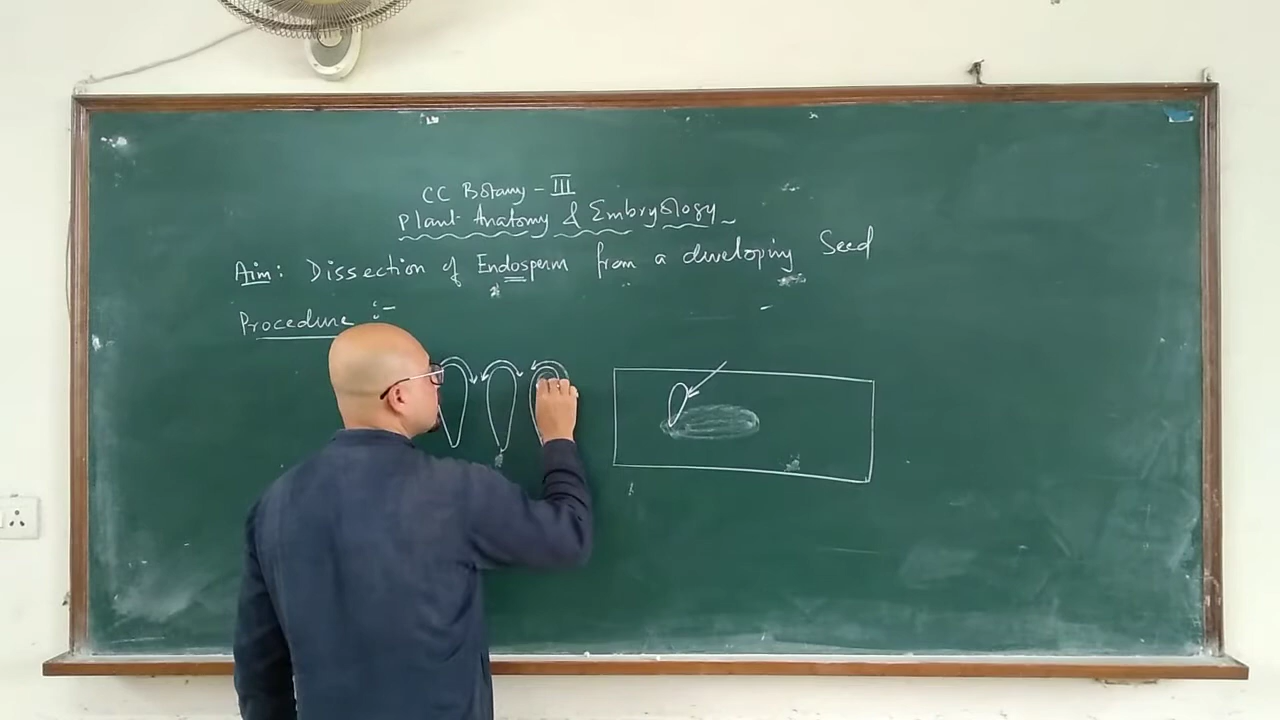 CC Botany - III
Plant Anatomy & Embryology
Aim: Dissection of Endosperm from a developing Seed
Procedure :-